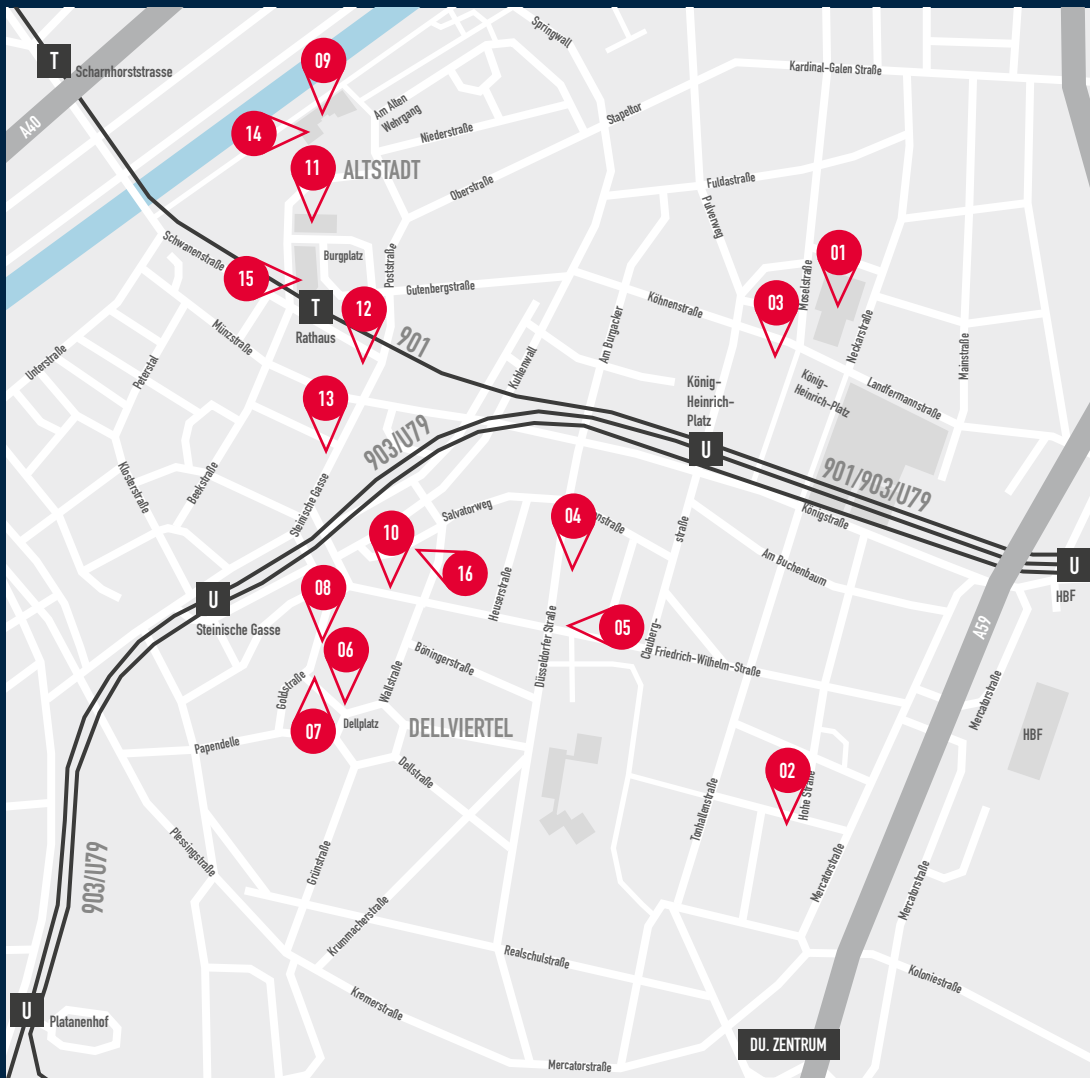 Springwall
T
Scharnhorststrasse
09
Kardinal-Galen Straße
A40
Am Alten
Wehrgang
Stapeltor
14
Niederstraße
11
ALTSTADT
Oberstraße
Fuldastraße
Pulverweg
Schwanenstraße
Burgplatz
Poststraße
01
15
Gutenbergstraße
Moselstraße
03
Köhnenstraße
T
12
Rathaus
901
Münzstraße
Am Burgacker
Neckarstraße
Mainstraße
Unterstraße
Peterstal
Kuhlenwall
König-
Heinrich-
Platz
König-
Heinrich-Platz
Landfermannstraße
13
903/U79
U
901/903/U79
Klosterstraße
Beekstraße
Steinische Gasse
Salvatorweg
04
nstraße
straße
Königstraße
10
16
Am Buchenbaum
U
HBF
08
U
Steinische Gasse
Heuserstraße
Düsseldorfer Straße
05
Clauberg-
A59
06
Böningerstraße
Friedrich-Wilhelm-Straße
Goldstraße
Wallstraße
Mercatorstraße
07
Dellplatz
DELLVIERTEL
HBF
Papendelle
Dellstraße
02
Hohe Straße
Tonhallenstraße
Plessingstraße
Grünstraße
903/U79
Mercatorstraße
Mercatorstraße
Krummacherstraße
Realschulstraße
Koloniestraße
Kremerstraße
U
Platanenhof
DU. ZENTRUM
Mercatorstraße